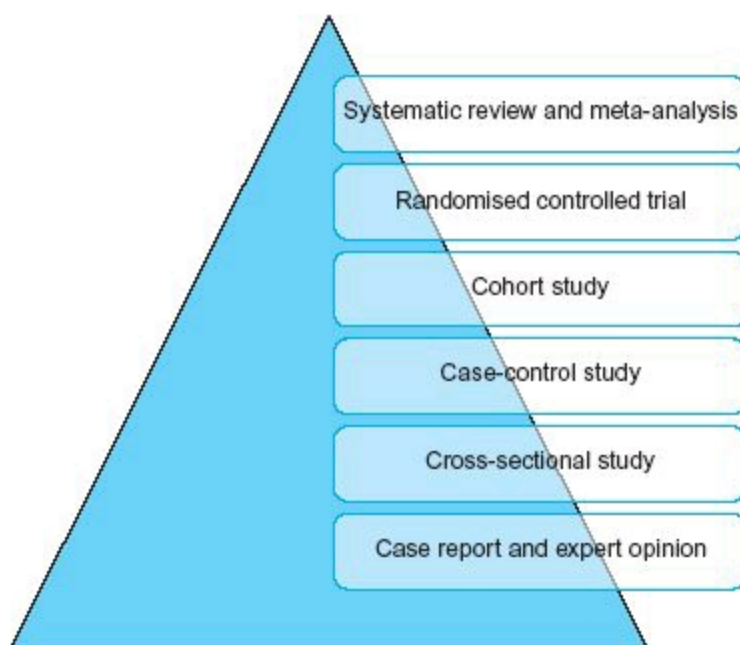 Systematic review and meta-analysis
Randomised controlled trial
Cohort study
Case-control study
Cross-sectional study
Case report and expert opinion